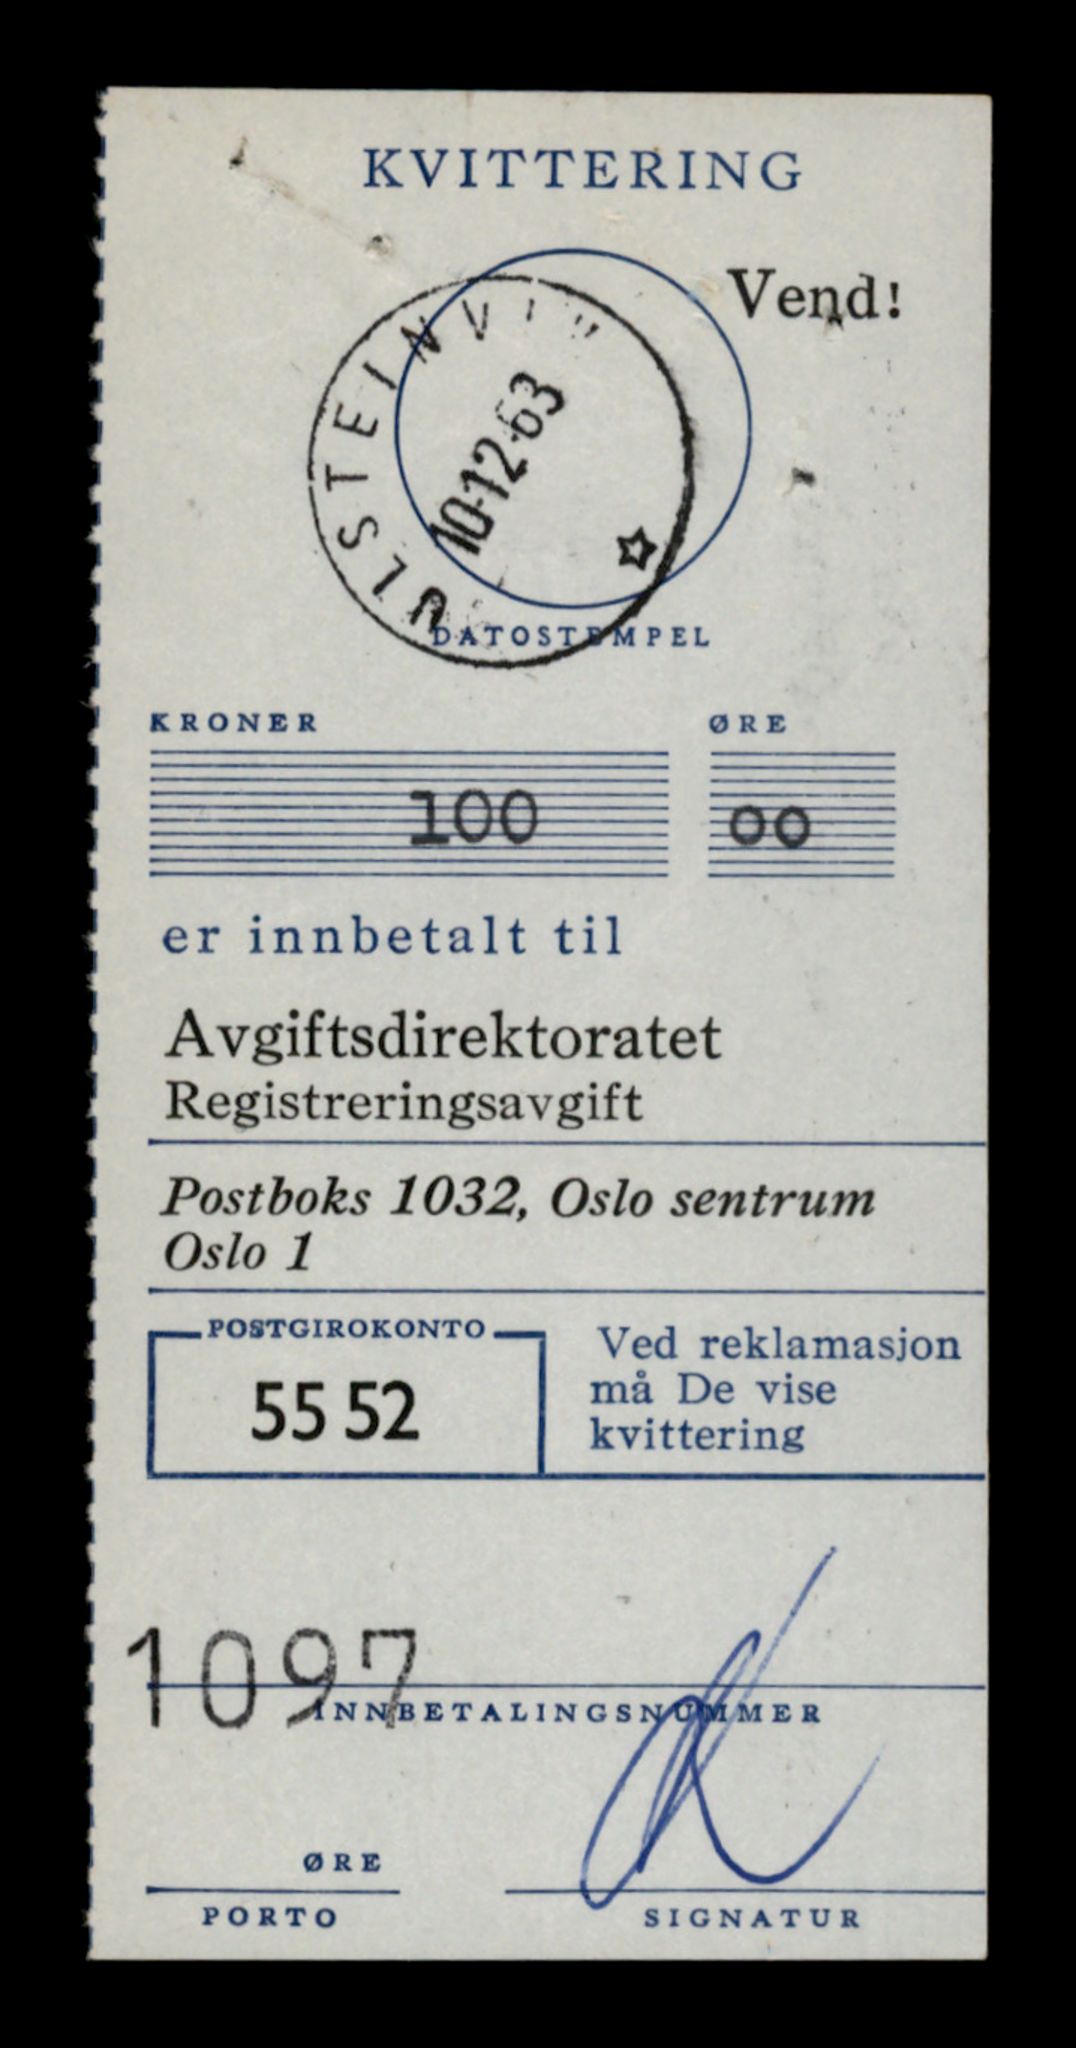 KVITTERING
Vend!
ULSTEINVIK
10.12.63
DATOSTEMPEL
KRONER ØRE
100 00
er innbetalt til
Avgiftsdirektoratet
Registreringsavgift
Postboks 1032, Oslo sentrum
Oslo 1
POSTGIROKONTO
55 52
Ved reklamasjon
må De vise
kvittering
1097
INNBETALINGSNUMMER
ØRE
PORTO
SIGNATUR